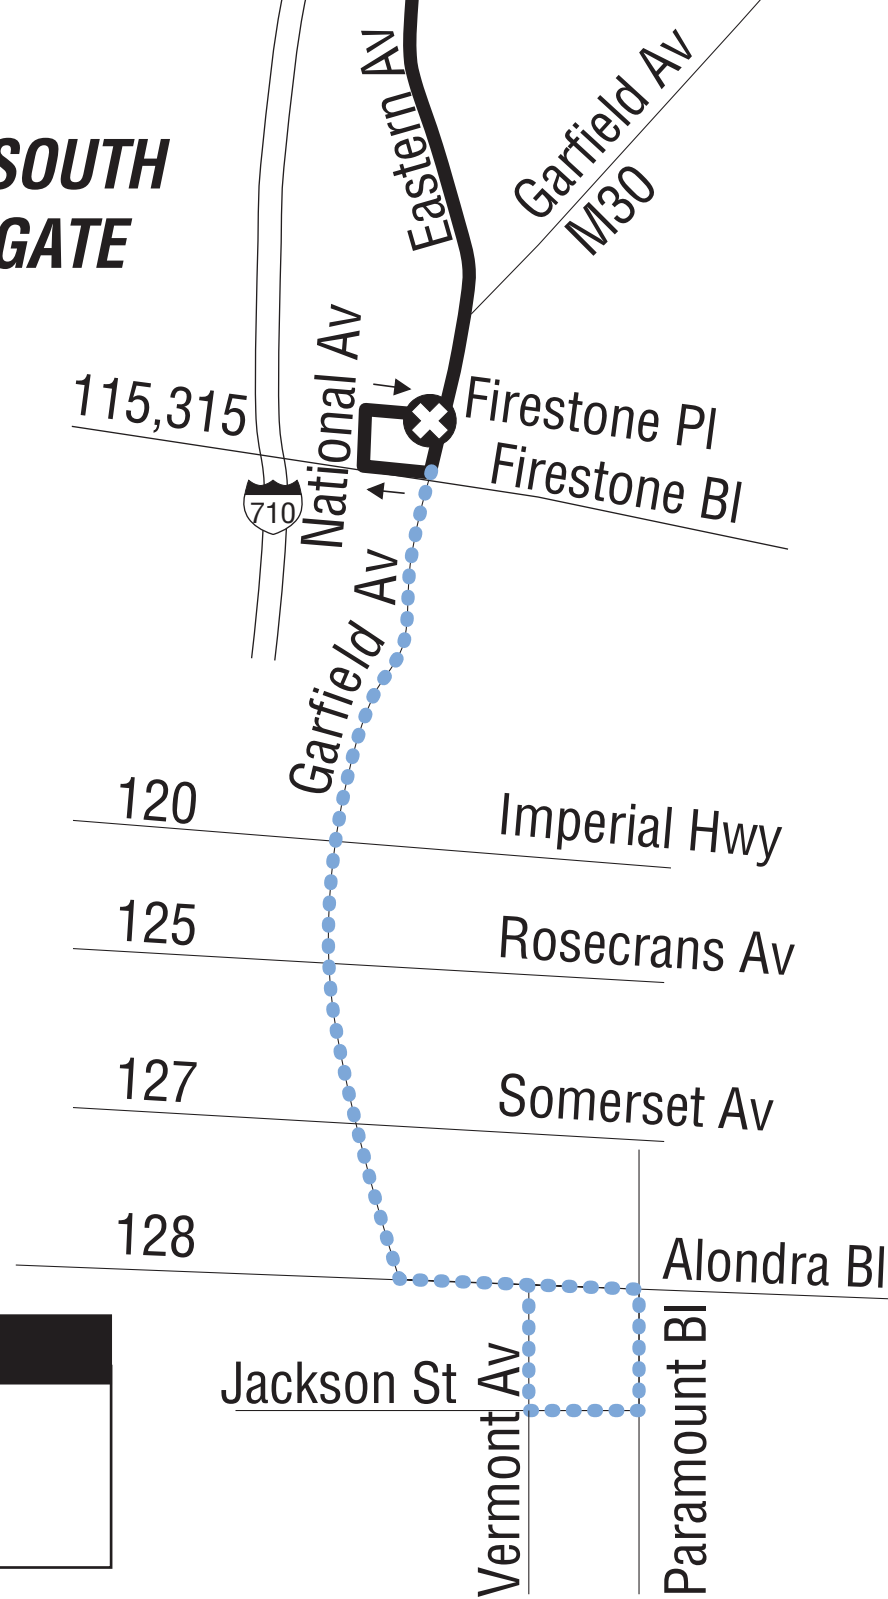 Eastern Av
Garfield Av
M30
SOUTH
GATE
National Av
115,315
Firestone Pl
Firestone Bl
710
Garfield Av
120
Imperial Hwy
125
Rosecrans Av
127
Somerset Av
128
Alondra Bl
Jackson St
Vermont Av
Paramount Bl